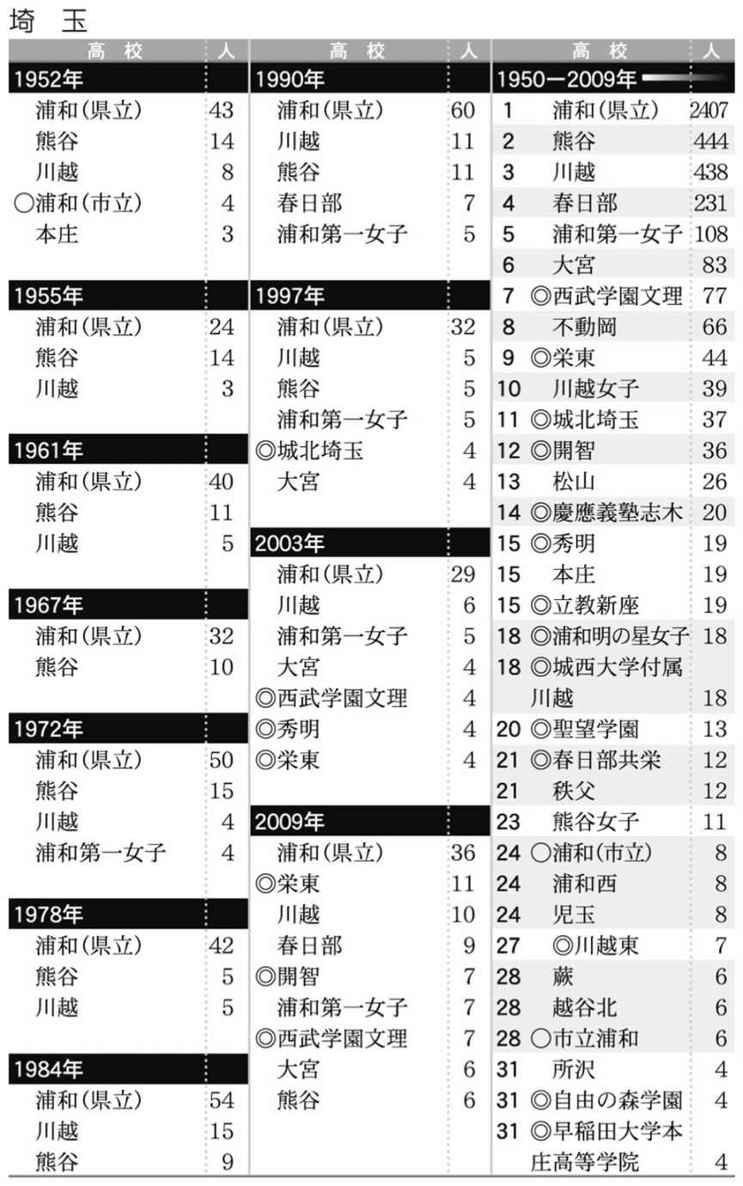 埼 玉
高 校 人
1952年
浦和(県立) 43
熊谷 14
川越 8
○浦和(市立) 4
本庄 3
1955年
浦和(県立) 24
熊谷 14
川越 3
1961年
浦和(県立) 40
熊谷 11
川越 5
1967年
浦和(県立) 32
熊谷 10
1972年
浦和(県立) 50
熊谷 15
川越 4
浦和第一女子 4
1978年
浦和(県立) 42
熊谷 5
川越 5
1984年
浦和(県立) 54
川越 15
熊谷 9
高 校 人
1990年
浦和(県立) 60
川越 11
熊谷 11
春日部 7
浦和第一女子 5
1997年
浦和(県立) 32
川越 5
熊谷 5
浦和第一女子 5
◎城北埼玉 4
大宮 4
2003年
浦和(県立) 29
川越 6
浦和第一女子 5
大宮 4
◎西武学園文理 4
◎秀明 4
◎栄東 4
2009年
浦和(県立) 36
◎栄東 11
川越 10
春日部 9
◎開智 7
浦和第一女子 7
◎西武学園文理 7
大宮 6
熊谷 6
高 校 人
1950－2009年
1 浦和(県立) 2407
2 熊谷 444
3 川越 438
4 春日部 231
5 浦和第一女子 108
6 大宮 83
7 ◎西武学園文理 77
8 不動岡 66
9 ◎栄東 44
10 川越女子 39
11 ◎城北埼玉 37
12 ◎開智 36
13 松山 26
14 ◎慶應義塾志木 20
15 ◎秀明 19
15 本庄 19
15 ◎立教新座 19
18 ◎浦和明の星女子 18
18 ◎城西大学付属
川越 18
20 ◎聖望学園 13
21 ◎春日部共栄 12
21 秩父 12
23 熊谷女子 11
24 ○浦和(市立) 8
24 浦和西 8
24 児玉 8
27 ◎川越東 7
28 蕨 6
28 越谷北 6
28 ○市立浦和 6
31 所沢 4
31 ◎自由の森学園 4
31 ◎早稲田大学本
庄高等学院 4